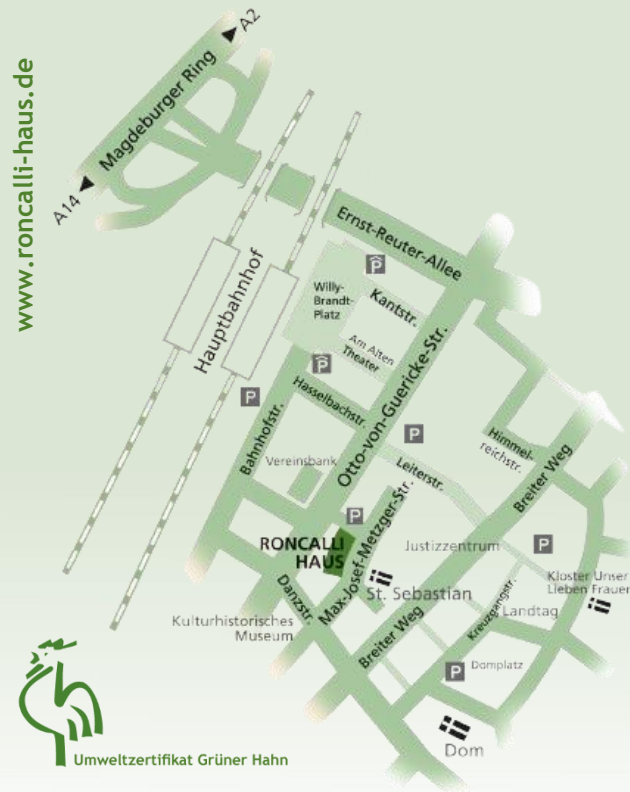 A2
Magdeburger Ring
A14
www.roncalli-haus.de
Hauptbahnhof
Ernst-Reuter-Allee
P
Willy-
Brandt-
Platz
Kantstr.
Am Alten
Theater
P
P
Hasselbachstr.
Otto-von-Guericke-Str.
Bahnhofstr.
P
Himmel-
reichstr.
Breiter Weg
Vereinsbank
Leiterstr.
P
Max-Josef-Metzger-Str.
RONCALLI
HAUS
Justizzentrum
P
Danzstr.
St. Sebastian
Kloster Unser
Lieben Frauen
Kreuzgangstr.
Landtag
Kulturhistorisches
Museum
Breiter Weg
P
Domplatz
Dom
Umweltzertifikat Grüner Hahn